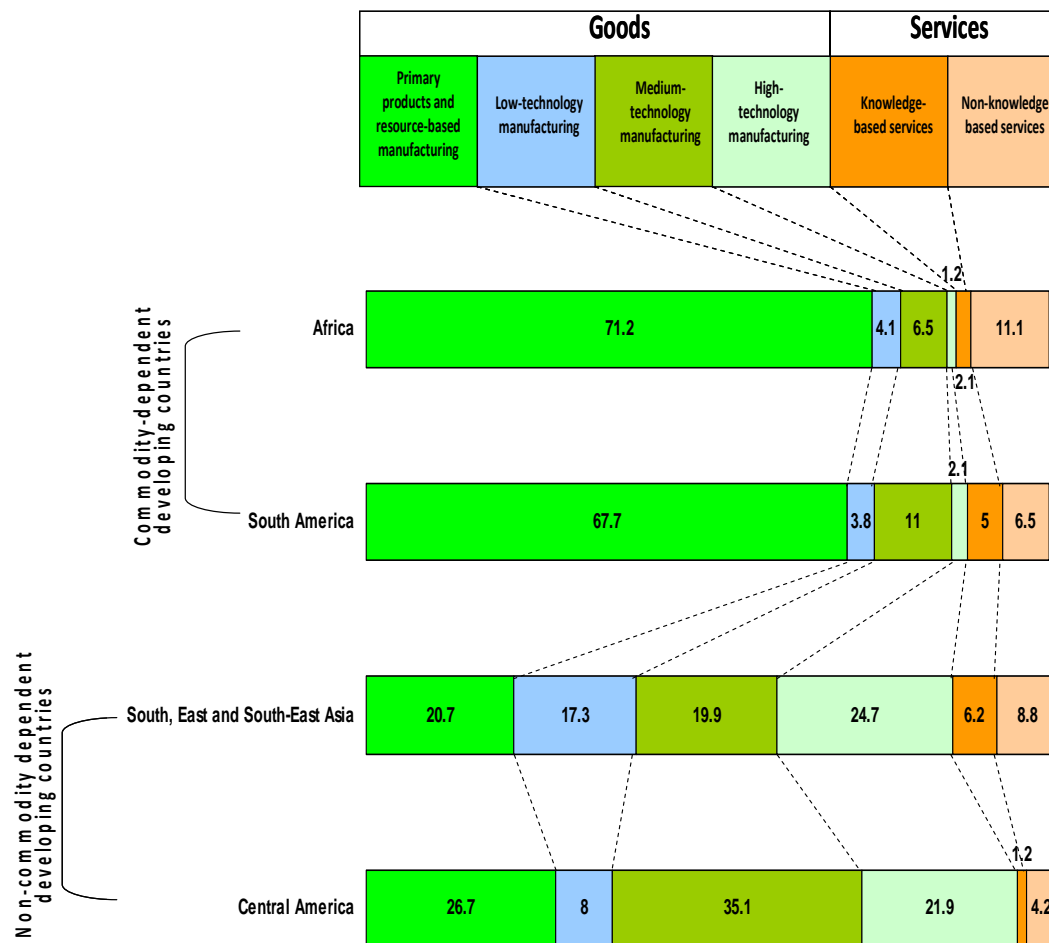 Goods
Services
Primary
products and
resource-based
manufacturing
Low-technology
manufacturing
Medium-
technology
manufacturing
High-
technology
manufacturing
Knowledge-
based services
Non-knowledge
based services
Commodity-dependent
developing countries
Africa
71.2
4.1
6.5
1.2
2.1
11.1
South America
67.7
3.8
11
2.1
5
6.5
Non-commodity dependent
developing countries
South, East and South-East Asia
20.7
17.3
19.9
24.7
6.2
8.8
Central America
26.7
8
35.1
21.9
1.2
4.2